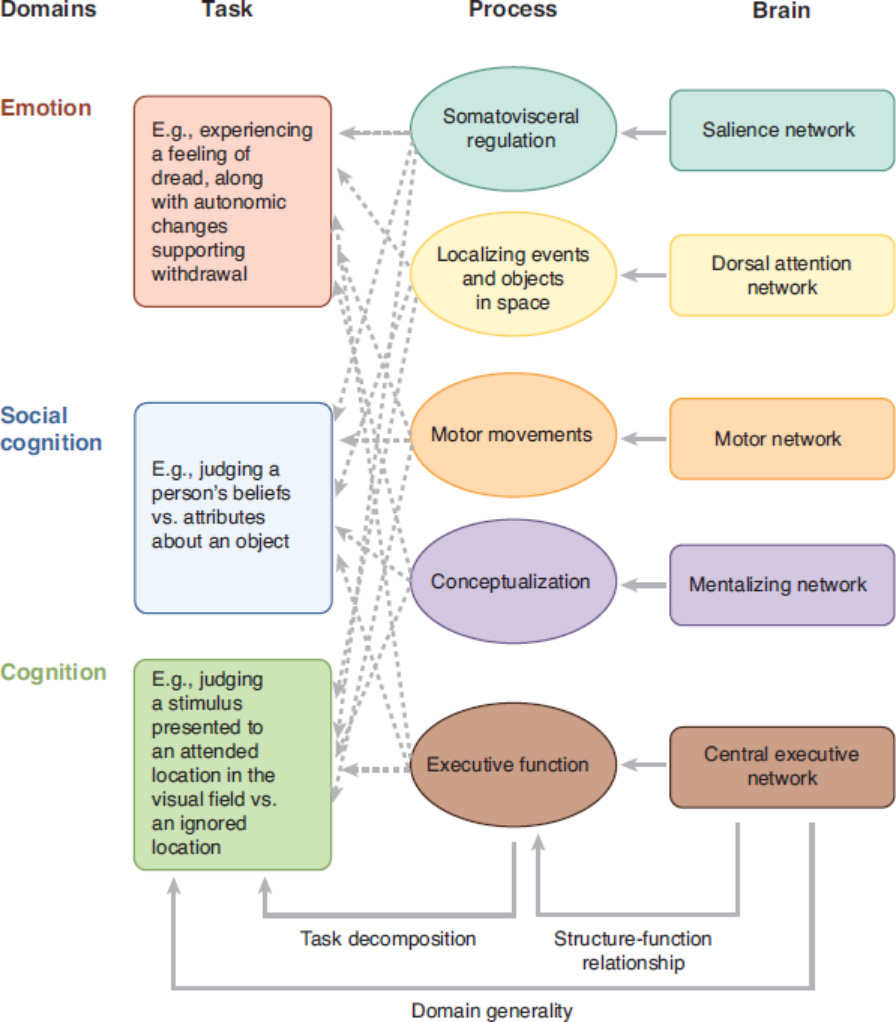 Domains
Task
Process
Brain
Emotion
E.g., experiencing
a feeling of
dread, along
with autonomic
changes
supporting
withdrawal
Somatovisceral
regulation
Salience network
Localizing events
and objects
in space
Dorsal attention
network
Social
cognition
E.g., judging a
person's beliefs
vs. attributes
about an object
Motor movements
Motor network
Conceptualization
Mentalizing network
Cognition
E.g., judging
a stimulus
presented to
an attended
location in the
visual field vs.
an ignored
location
Executive function
Central executive
network
Task decomposition
Structure-function
relationship
Domain generality